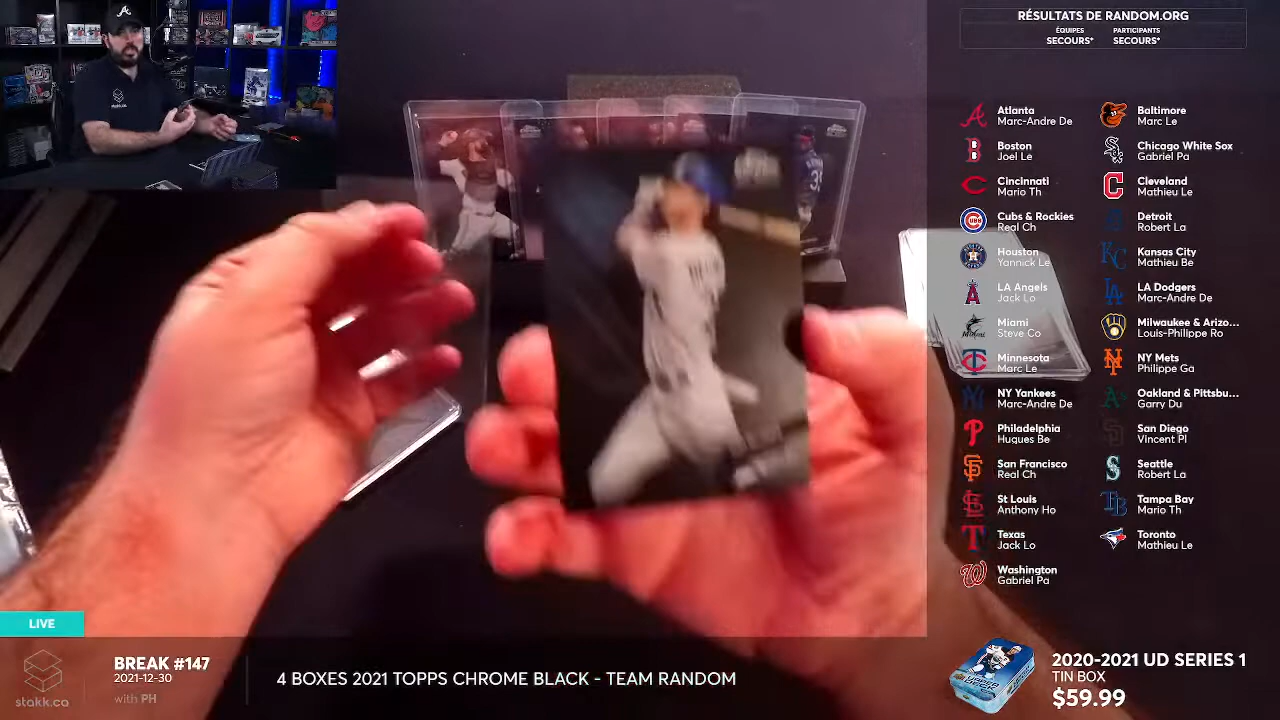 RÉSULTATS DE RANDOM.ORG
ÉQUIPES
SECOURS*
PARTICIPANTS
SECOURS*
Atlanta
Marc-Andre De
Boston
Joel Le
Cincinnati
Mario Th
Cubs & Rockies
Real Ch
Houston
Yannick Le
LA Angels
Jack Lo
Miami
Steve Co
Minnesota
Marc Le
NY Yankees
Marc-Andre De
Philadelphia
Hugues Be
San Francisco
Real Ch
St Louis
Anthony Ho
Texas
Jack Lo
Washington
Gabriel Pa
Baltimore
Marc Le
Chicago White Sox
Gabriel Pa
Cleveland
Mathieu Le
Detroit
Robert La
Kansas City
Mathieu Be
LA Dodgers
Marc-Andre De
Milwaukee & Arizo...
Louis-Philippe Ro
NY Mets
Philippe Ga
Oakland & Pittsbu...
Garry Du
San Diego
Vincent Pl
Seattle
Robert La
Tampa Bay
Mario Th
Toronto
Mathieu Le
LIVE
stakk.ca
BREAK #147
2021-12-30
with PH
4 BOXES 2021 TOPPS CHROME BLACK - TEAM RANDOM
2020-2021 UD SERIES 1
TIN BOX
$59.99